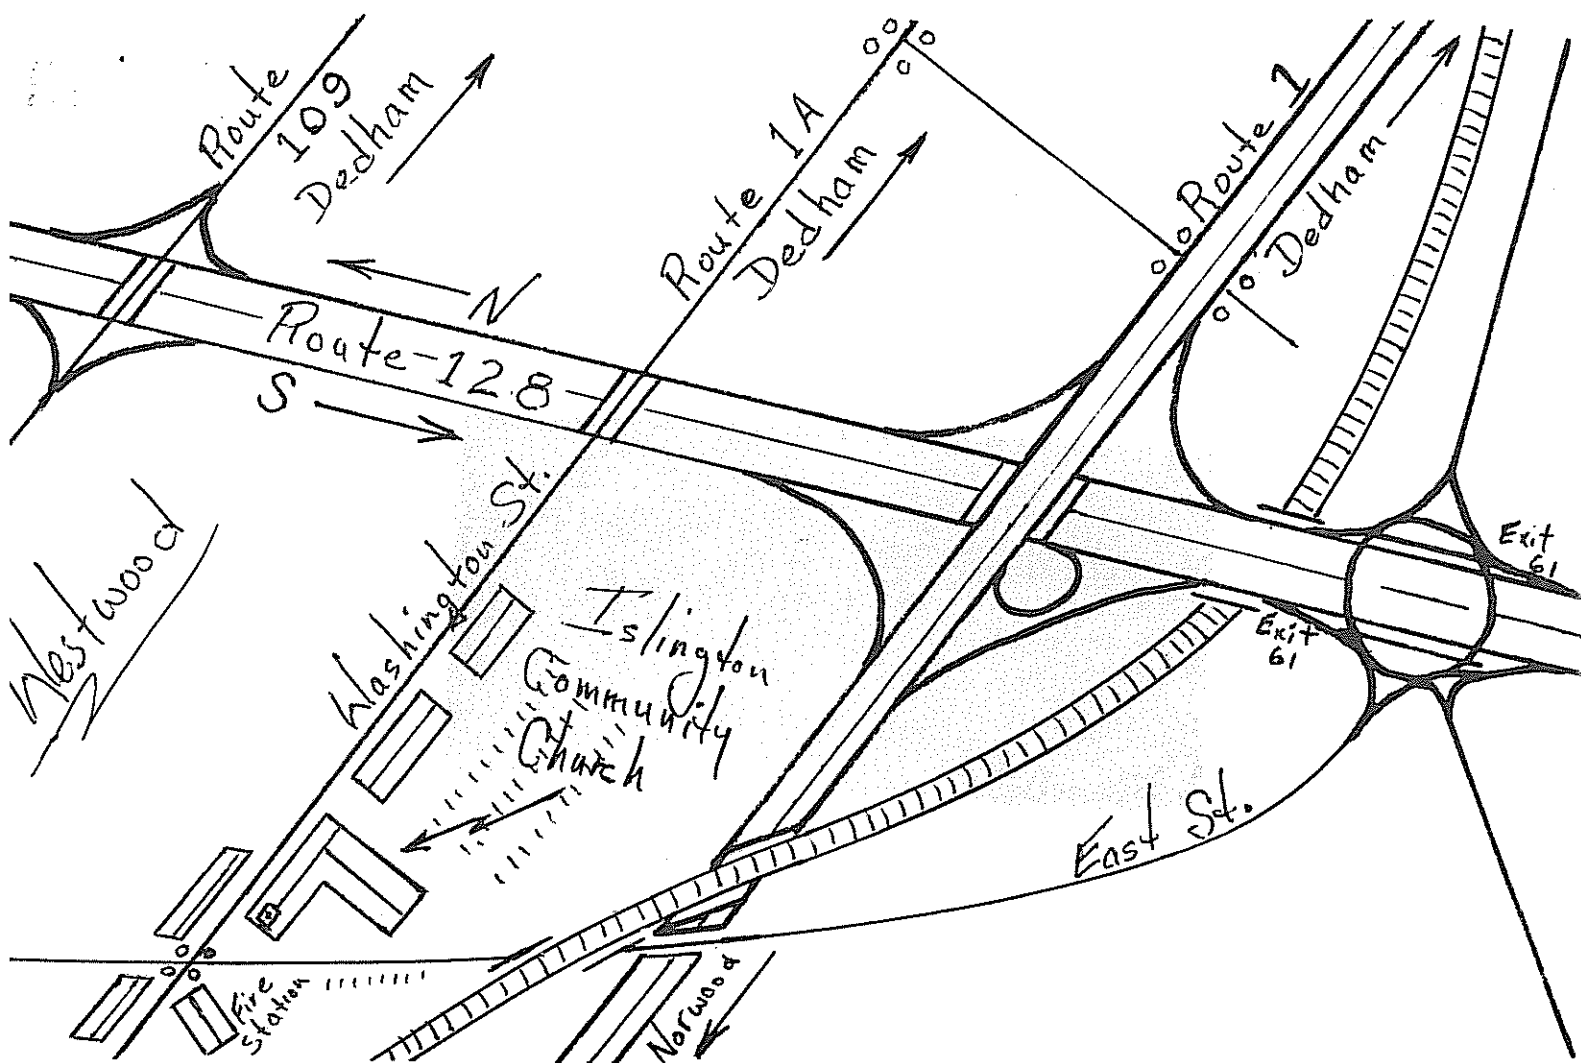 Route
109
Dedham
Route 1A
Dedham
Route 1
Dedham
N
Route-128
S
Westwood
Washington St.
Islington
Community
Church
Exit
61
Exit
61
East St.
Fire
Station
Norwood